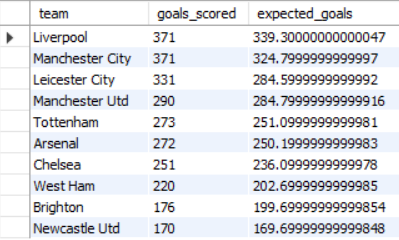 team goals_scored expected_goals
Liverpool 371 339.30000000000047
Manchester City 371 324.7999999999997
Leicester City 331 284.599999999992
Manchester Utd 290 284.7999999999916
Tottenham 273 251.0999999999981
Arsenal 272 250.1999999999983
Chelsea 251 236.0999999999978
West Ham 220 202.6999999999985
Brighton 176 199.69999999999854
Newcastle Utd 170 169.69999999999848